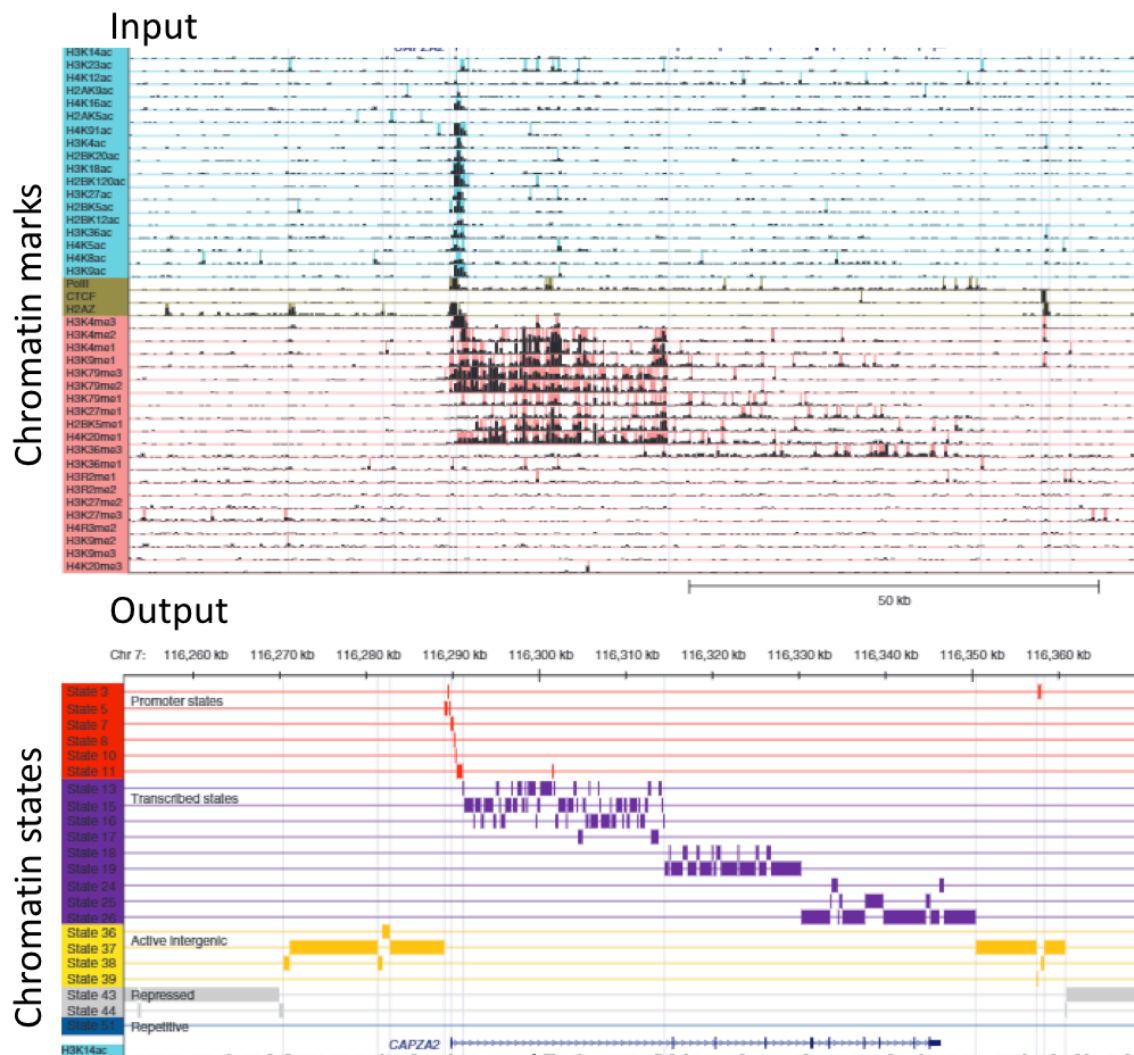 Input
Chromatin marks
CAPZA2
H3K14ac
H3K23ac
H4K12ac
H2AK9ac
H4K16ac
H2AK5ac
H4K91ac
H3K4ac
H2BK20ac
H3K18ac
H2BK120ac
H3K27ac
H2BK5ac
H2BK12ac
H3K36ac
H4K5ac
H4K8ac
H3K9ac
PolII
CTCF
H2AZ
H3K4me3
H3K4me2
H3K4me1
H3K9me1
H3K79me3
H3K79me2
H3K79me1
H3K27me1
H2BK5me1
H4K20me1
H3K36me3
H3K36me1
H3R2me1
H3R2me2
H3K27me2
H3K27me3
H4R3me2
H3K9me2
H3K9me3
H4K20me3
50 kb
Output
Chromatin states
Chr 7: 116,260 kb 116,270 kb 116,280 kb 116,290 kb 116,300 kb 116,310 kb 116,320 kb 116,330 kb 116,340 kb 116,350 kb 116,360 kb
State 3
Promoter states
State 5
State 7
State 8
State 10
State 11
State 13
Transcribed states
State 15
State 16
State 17
State 18
State 19
State 24
State 25
State 26
State 36
Active Intergenic
State 37
State 38
State 39
State 43 Repressed
State 44
State 51 Repetitive
CAPZA2
H3K14ac